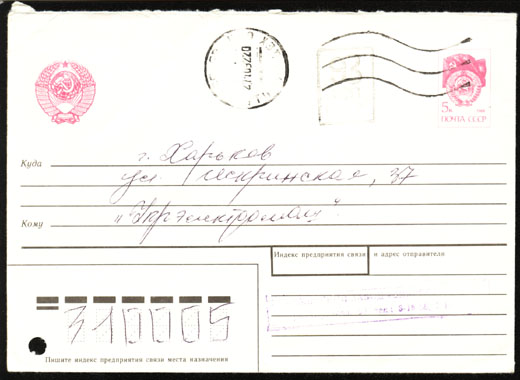 5к
ПОЧТА СССР
Куда г. Харьков
ул. Искринская, 37
Кому „Укрэлектромаш"
Индекс предприятия связи и адрес отправителя
310005
Пишите индекс предприятия связи места назначения